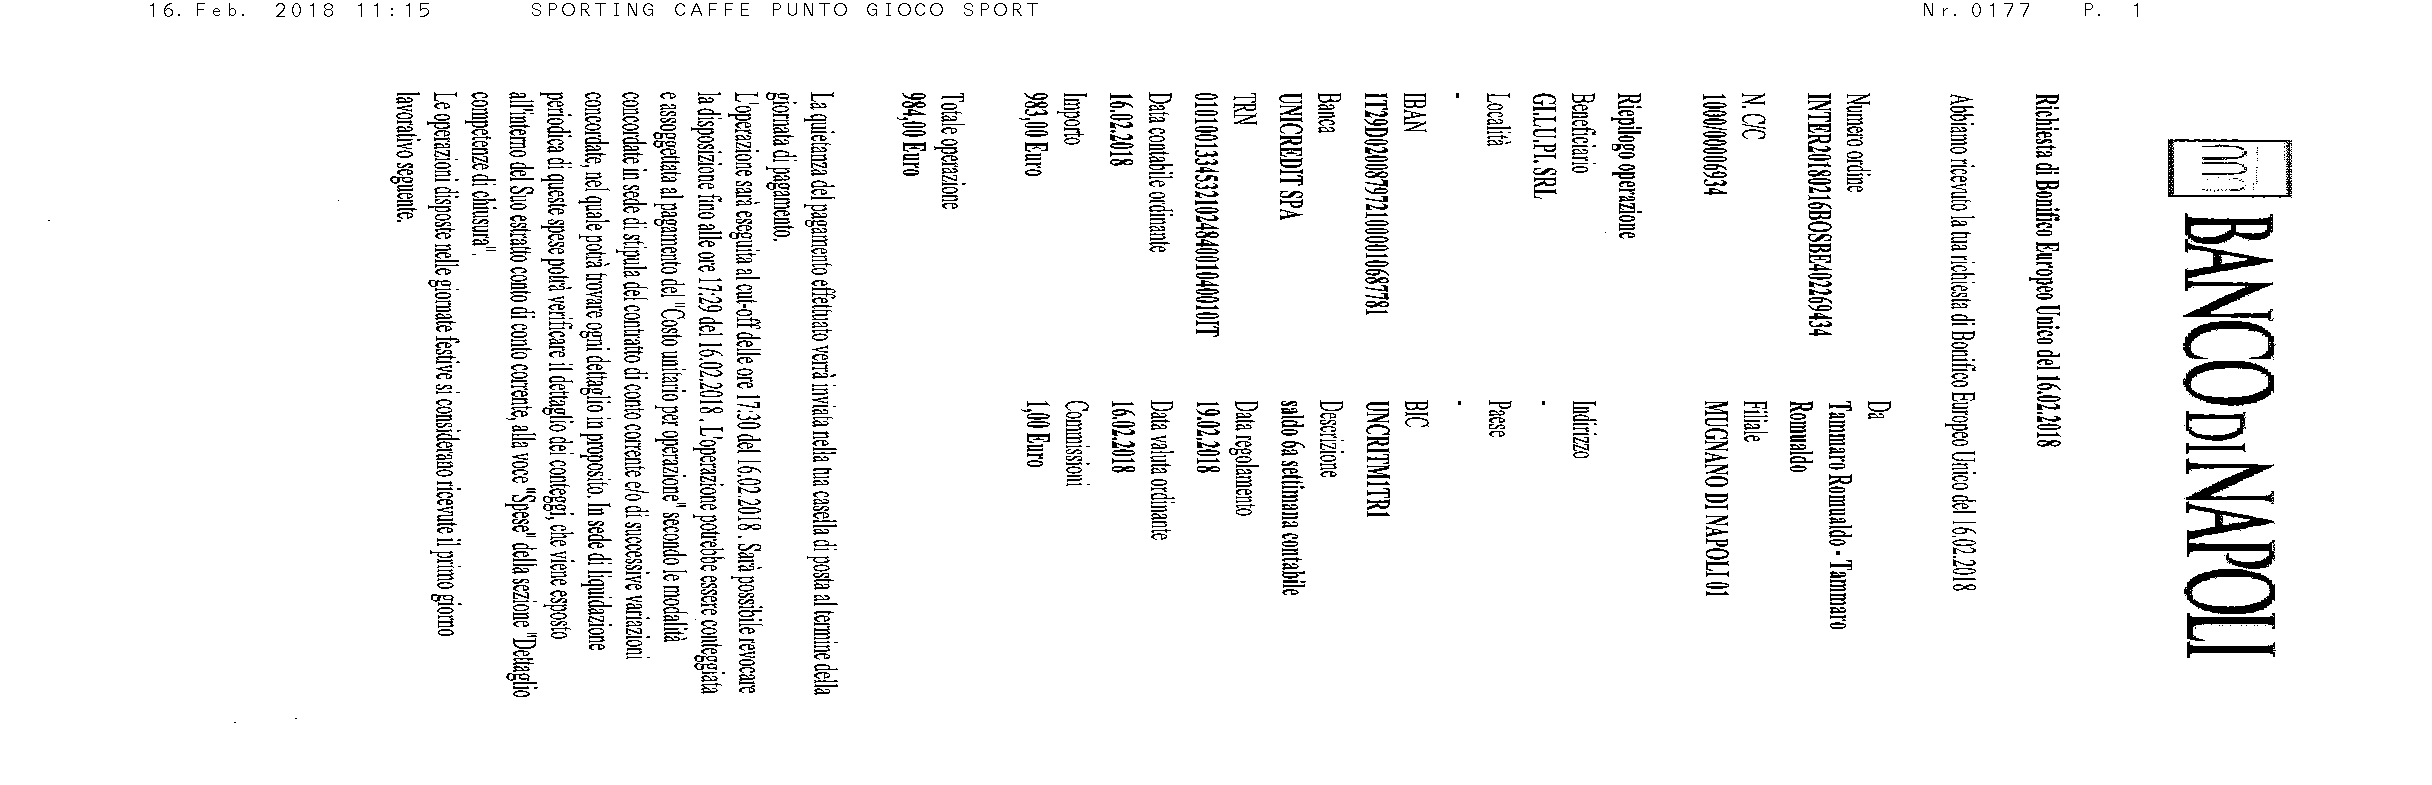 16. Feb. 2018 11:15 SPORTING CAFFE PUNTO GIOCO SPORT Nr. 0177 P. 1
BANCO DI NAPOLI
Richiesta di Bonifico Europeo Unico del 16.02.2018
Abbiamo ricevuto la tua richiesta di Bonifico Europeo Unico del 16.02.2018
Da
Numero ordine Tammaro Romualdo - Tammaro
INTER20180216BOSBE402269434 Romualdo
N. C/C Filiale
1000/00006934 MUGNANO DI NAPOLI 01
Riepilogo operazione
Beneficiario Indirizzo
GI.LU.PI. SRL -
Località Paese
- -
IBAN BIC
IT29D0200879721000010687781 UNCRITM1TR1
Banca Descrizione
UNICREDIT SPA saldo 6a settimana contabile
TRN Data regolamento
0101001334532102484001040010IT 19.02.2018
Data contabile ordinante Data valuta ordinante
16.02.2018 16.02.2018
Importo Commissioni
983,00 Euro 1,00 Euro
Totale operazione
984,00 Euro
La quietanza del pagamento effettuato verrà inviata nella tua casella di posta al termine della
giornata di pagamento.
L'operazione sarà eseguita al cut-off delle ore 17:30 del 16.02.2018 . Sarà possibile revocare
la disposizione fino alle ore 17:29 del 16.02.2018 . L'operazione potrebbe essere conteggiata
e assoggettata al pagamento del "Costo unitario per operazione" secondo le modalità
concordate in sede di stipula del contratto di conto corrente e/o di successive variazioni
concordate, nel quale potrà trovare ogni dettaglio in proposito. In sede di liquidazione
periodica di queste spese potrà verificare il dettaglio dei conteggi, che viene esposto
all'interno del Suo estratto conto di conto corrente, alla voce "Spese" della sezione "Dettaglio
competenze di chiusura".
Le operazioni disposte nelle giornate festive si considerano ricevute il primo giorno
lavorativo seguente.